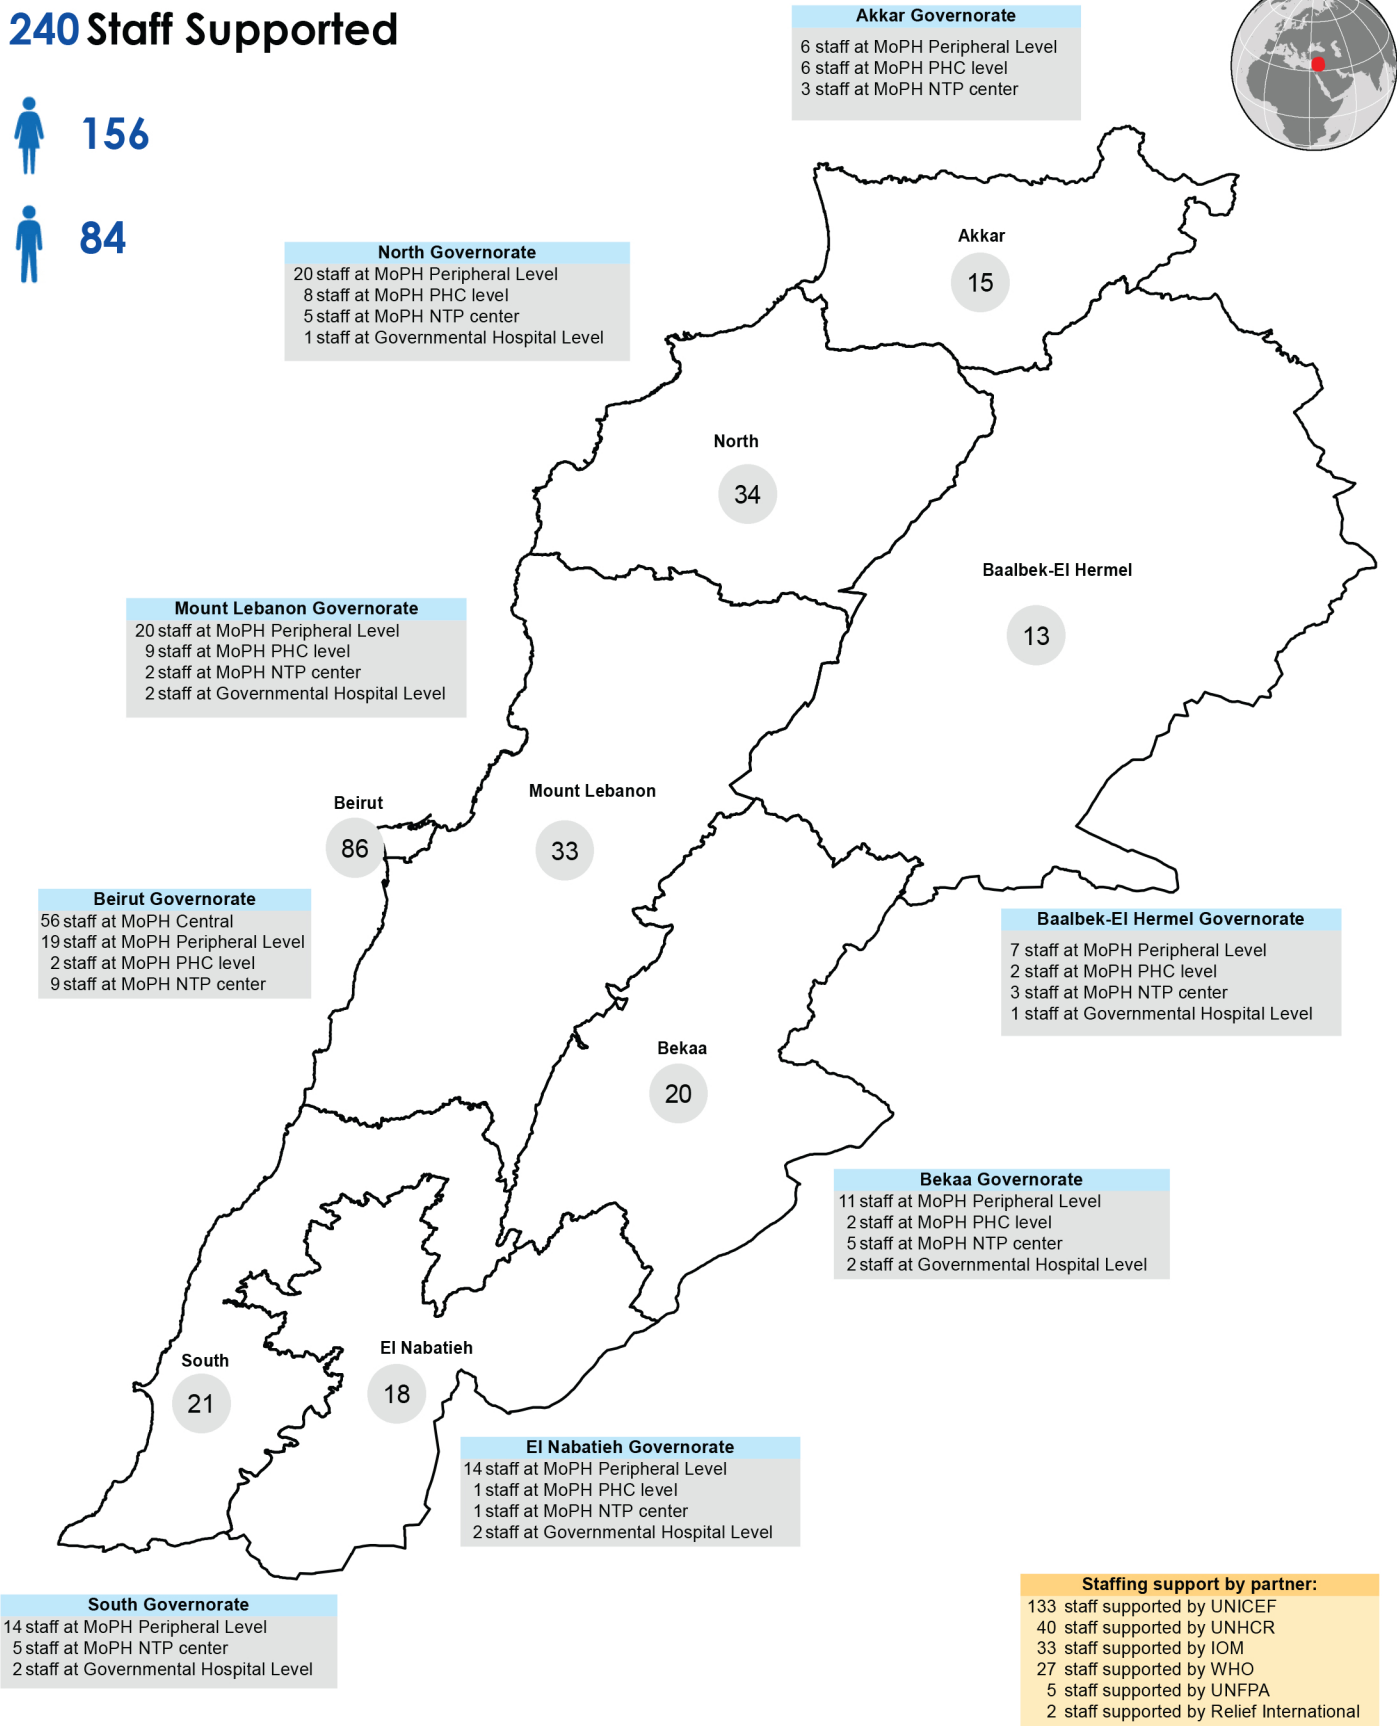 240 Staff Supported
156
84
Akkar Governorate
6 staff at MoPH Peripheral Level
6 staff at MoPH PHC level
3 staff at MoPH NTP center
Akkar
15
North Governorate
20 staff at MoPH Peripheral Level
8 staff at MoPH PHC level
5 staff at MoPH NTP center
1 staff at Governmental Hospital Level
North
34
Baalbek-El Hermel
13
Mount Lebanon Governorate
20 staff at MoPH Peripheral Level
9 staff at MoPH PHC level
2 staff at MoPH NTP center
2 staff at Governmental Hospital Level
Mount Lebanon
33
Beirut
86
Beirut Governorate
56 staff at MoPH Central
19 staff at MoPH Peripheral Level
2 staff at MoPH PHC level
9 staff at MoPH NTP center
Baalbek-El Hermel Governorate
7 staff at MoPH Peripheral Level
2 staff at MoPH PHC level
3 staff at MoPH NTP center
1 staff at Governmental Hospital Level
Bekaa
20
Bekaa Governorate
11 staff at MoPH Peripheral Level
2 staff at MoPH PHC level
5 staff at MoPH NTP center
2 staff at Governmental Hospital Level
South
21
El Nabatieh
18
El Nabatieh Governorate
14 staff at MoPH Peripheral Level
1 staff at MoPH PHC level
1 staff at MoPH NTP center
2 staff at Governmental Hospital Level
South Governorate
14 staff at MoPH Peripheral Level
5 staff at MoPH NTP center
2 staff at Governmental Hospital Level
Staffing support by partner:
133 staff supported by UNICEF
40 staff supported by UNHCR
33 staff supported by IOM
27 staff supported by WHO
5 staff supported by UNFPA
2 staff supported by Relief International